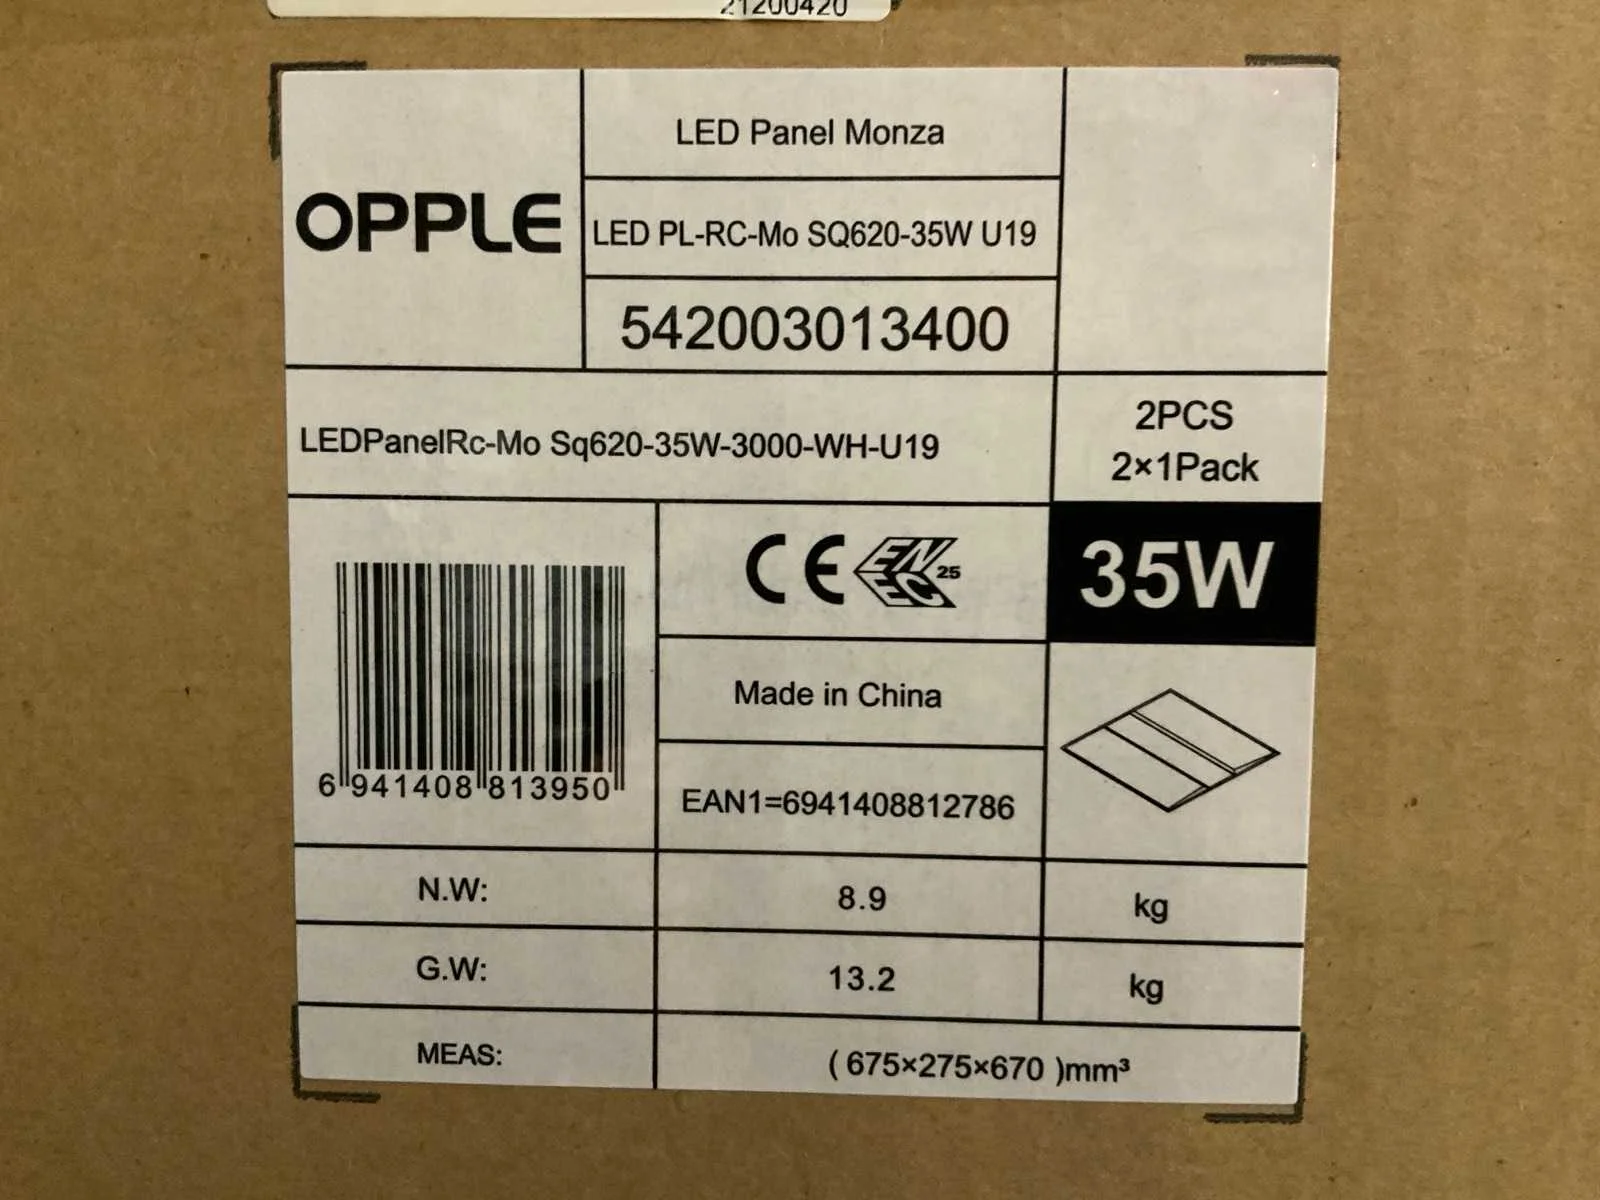 21200420
OPPLE
LED Panel Monza
LED PL-RC-Mo SQ620-35W U19
542003013400
LEDPanelRc-Mo Sq620-35W-3000-WH-U19
2PCS
2×1Pack
CE ENEC 25
35W
6 941408 813950
Made in China
EAN1=6941408812786
N.W: 8.9 kg
G.W: 13.2 kg
MEAS: ( 675×275×670 )mm³